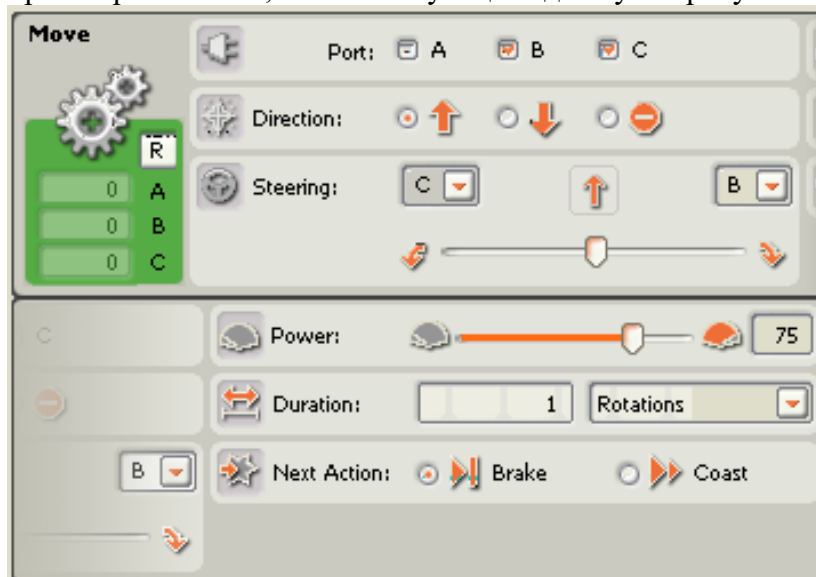 Move
Port: A B C
Direction:
R
0 A
Steering: C B
0 B
0 C
C
Power: 75
Duration: 1 Rotations
B
Next Action: Brake Coast